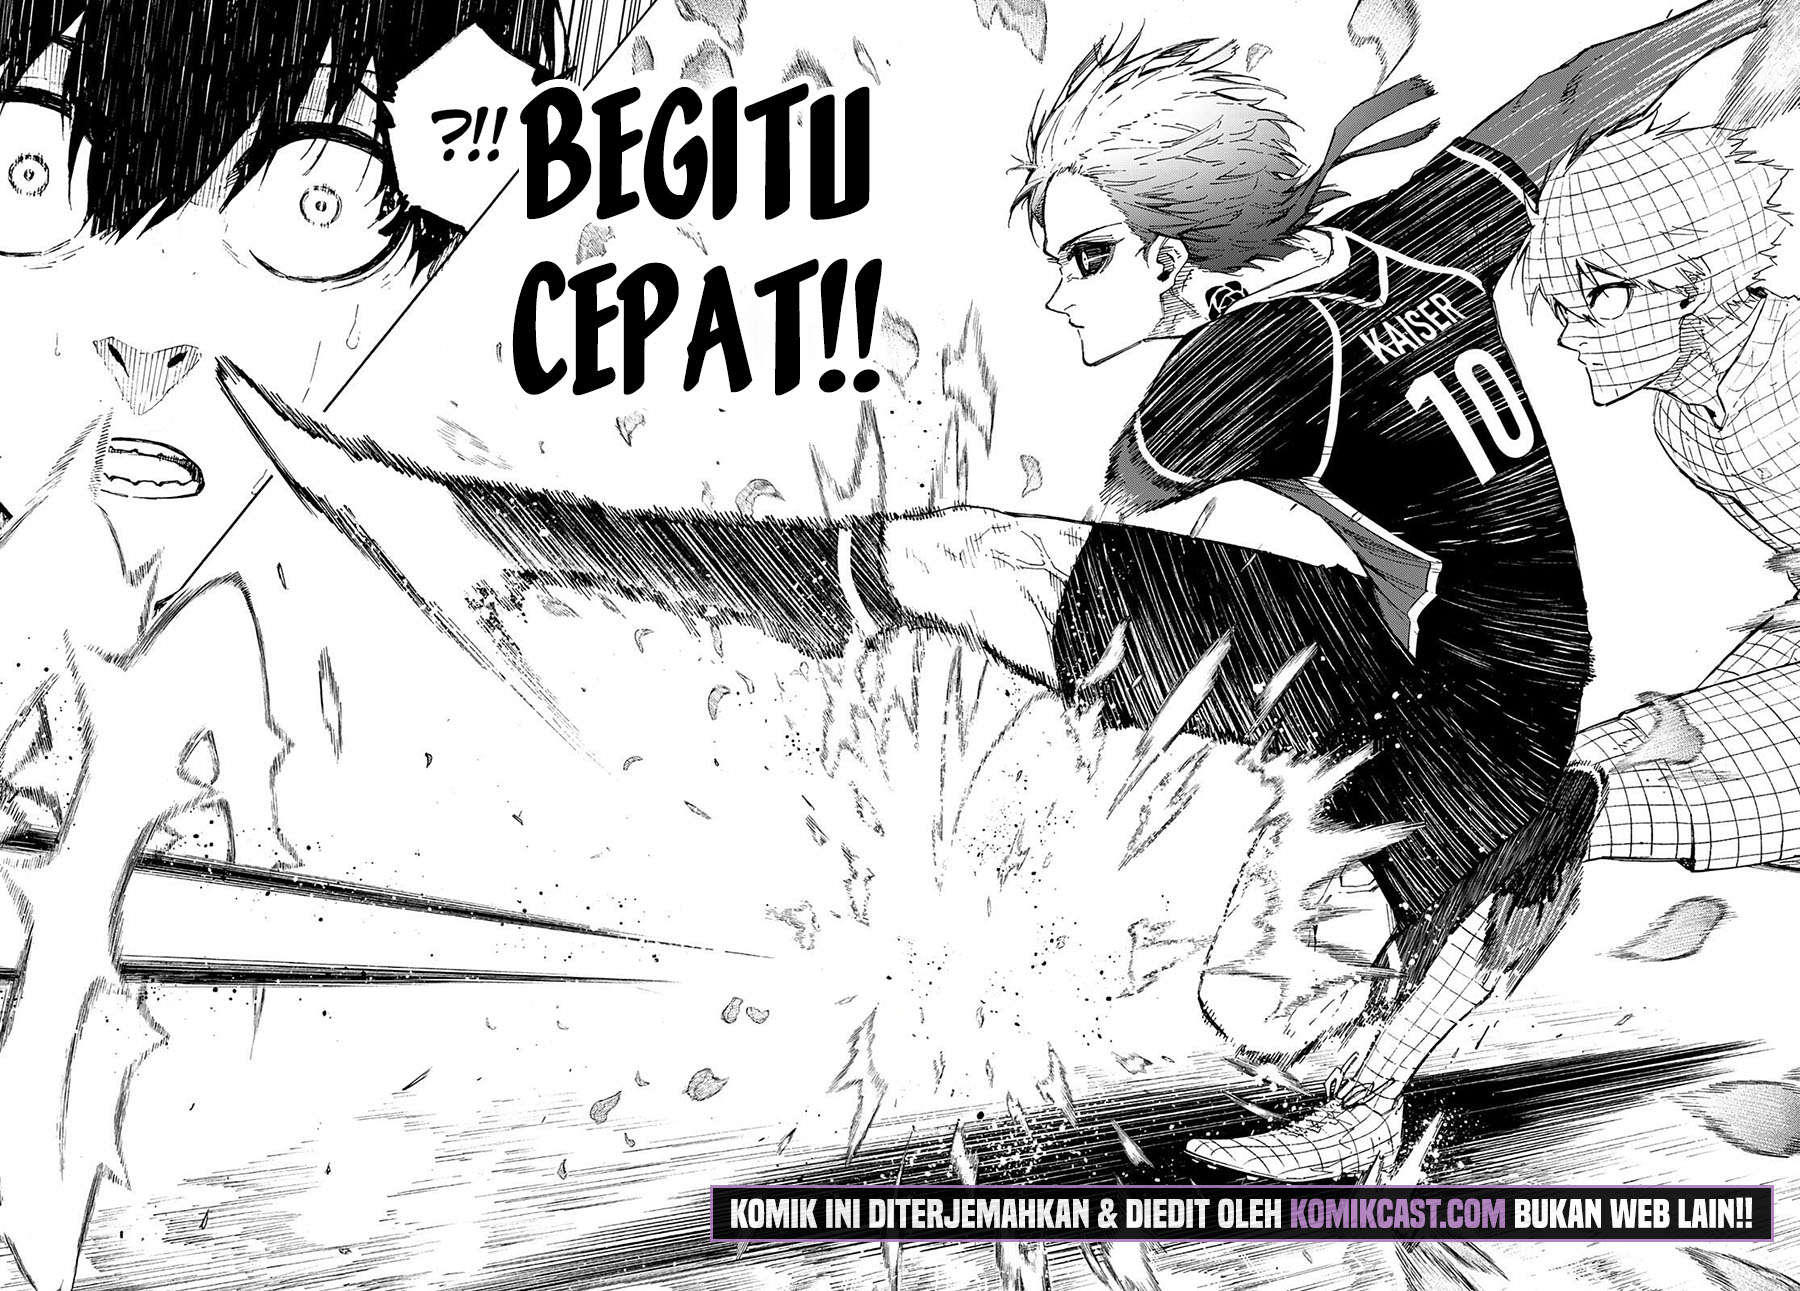 ?!!
BEGITU
CEPAT!!
KAISER
10
KOMIK INI DITERJEMAHKAN & DIEDIT OLEH KOMIKCAST.COM BUKAN WEB LAIN!!